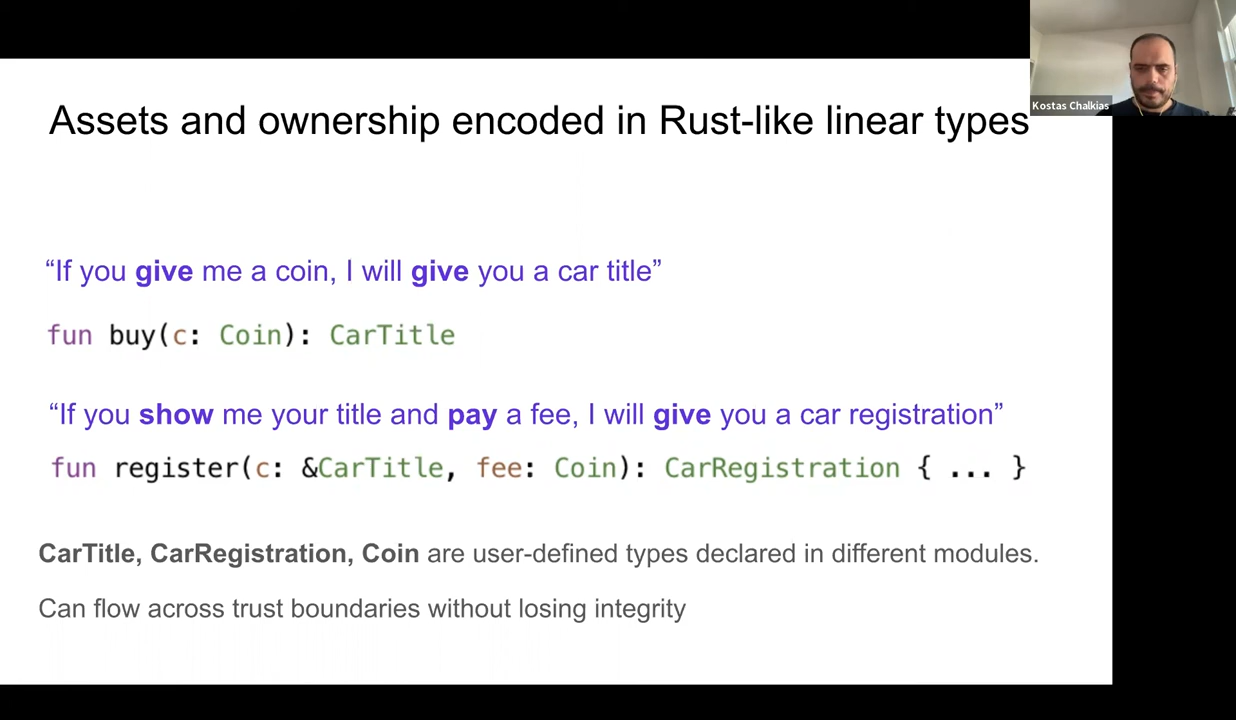 Kostas Chalkias
Assets and ownership encoded in Rust-like linear types
“If you give me a coin, I will give you a car title”
fun buy(c: Coin): CarTitle
“If you show me your title and pay a fee, I will give you a car registration”
fun register(c: &CarTitle, fee: Coin): CarRegistration { ... }
CarTitle, CarRegistration, Coin are user-defined types declared in different modules.
Can flow across trust boundaries without losing integrity